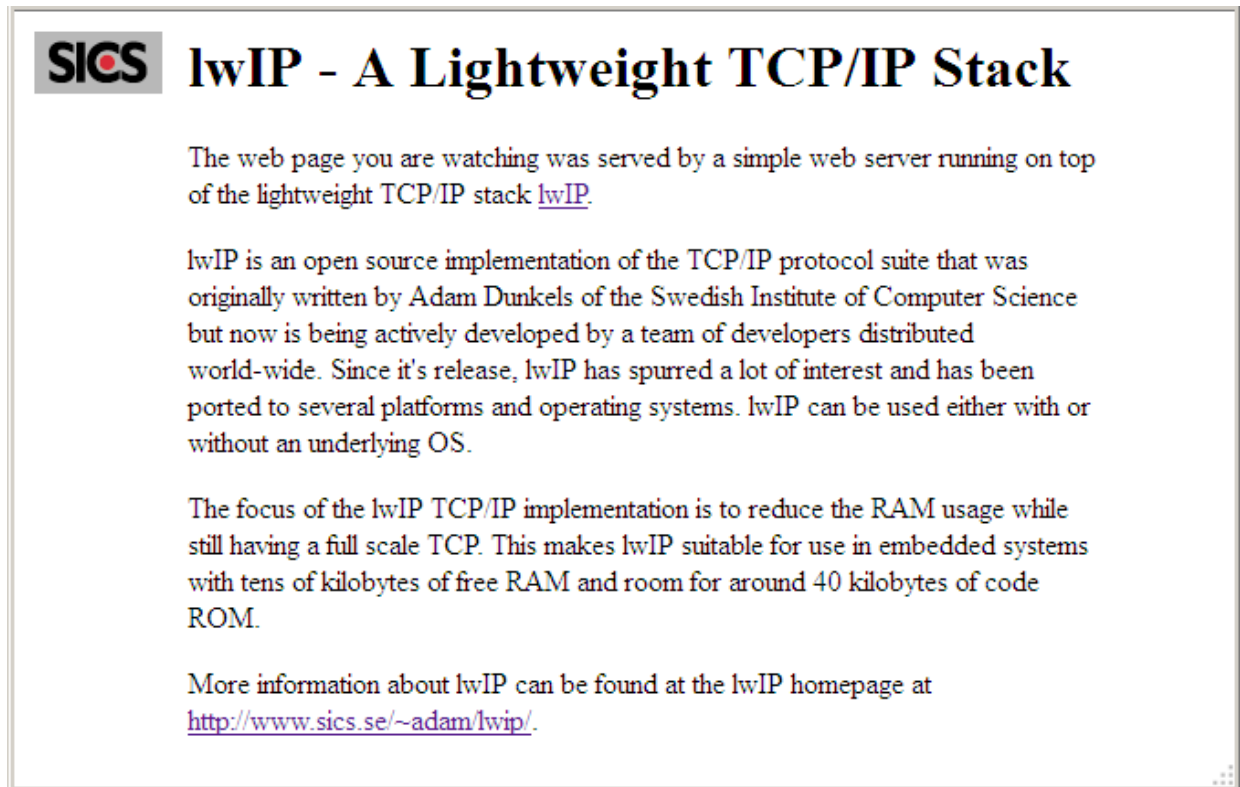 SICS
lwIP - A Lightweight TCP/IP Stack
The web page you are watching was served by a simple web server running on top
of the lightweight TCP/IP stack lwIP.
lwIP is an open source implementation of the TCP/IP protocol suite that was
originally written by Adam Dunkels of the Swedish Institute of Computer Science
but now is being actively developed by a team of developers distributed
world-wide. Since it's release, lwIP has spurred a lot of interest and has been
ported to several platforms and operating systems. lwIP can be used either with or
without an underlying OS.
The focus of the lwIP TCP/IP implementation is to reduce the RAM usage while
still having a full scale TCP. This makes lwIP suitable for use in embedded systems
with tens of kilobytes of free RAM and room for around 40 kilobytes of code
ROM.
More information about lwIP can be found at the lwIP homepage at
http://www.sics.se/~adam/lwip/.